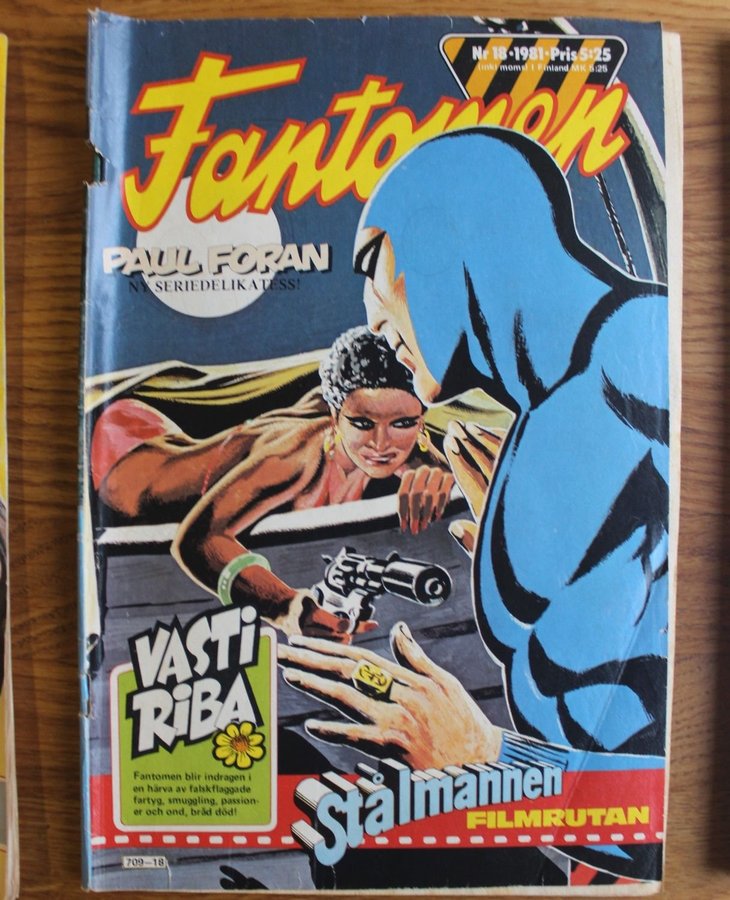 Nr 18 · 1981 · Pris 5:25
(inkl moms) I Finland MK 5:25
Fantomen
PAUL FORAN
NY SERIEDELIKATESS!
VASTI
RIBA
Fantomen blir indragen i
en härva av falskflaggade
fartyg, smuggling, passion-
er och ond, bråd död!
Stålmannen
FILMRUTAN
709-18